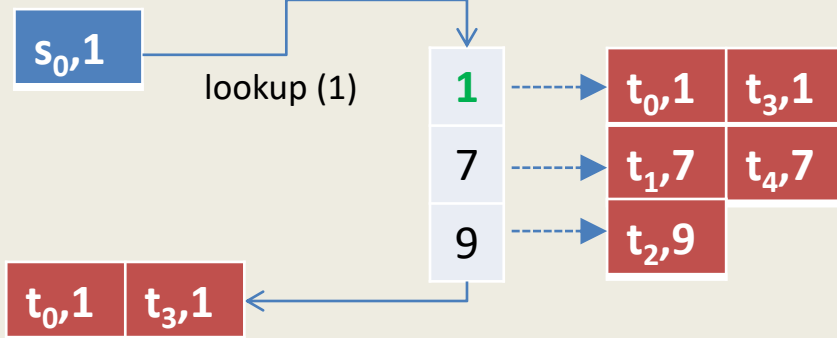 s₀,1
lookup (1)
1
t₀,1 t₃,1
7
t₁,7 t₄,7
9
t₂,9
t₀,1 t₃,1